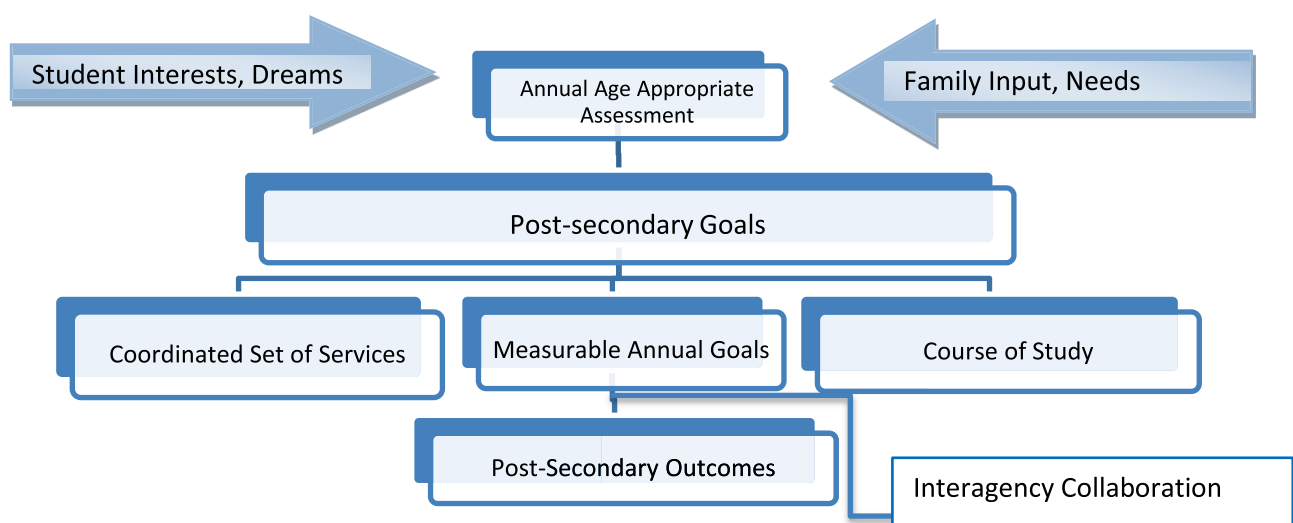 Student Interests, Dreams
Annual Age Appropriate
Assessment
Family Input, Needs
Post-secondary Goals
Coordinated Set of Services
Measurable Annual Goals
Course of Study
Post-Secondary Outcomes
Interagency Collaboration